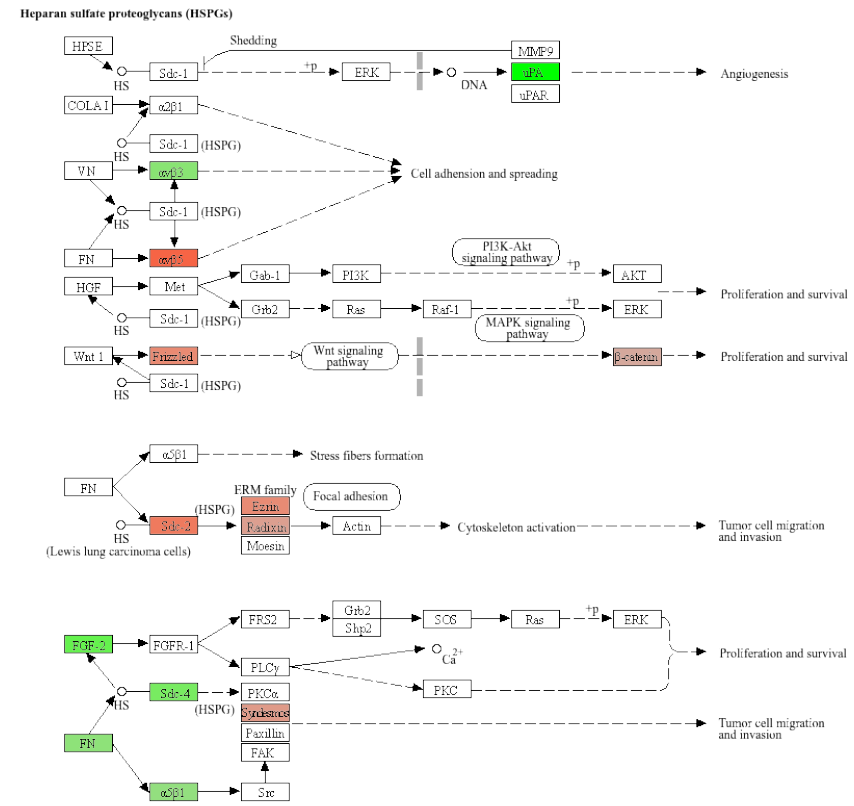 Heparan sulfate proteoglycans (HSPGs)
HPSE
Shedding
MMP9
HS
Sdc-1
+p
ERK
DNA
uPA
Angiogenesis
uPAR
COLA1
α2β1
HS
Sdc-1
(HSPG)
VN
αvβ3
Cell adhension and spreading
HS
Sdc-1
(HSPG)
FN
αvβ5
PI3K-Akt
signaling pathway
Gab-1
PI3K
+p
AKT
HGF
Met
Proliferation and survival
HS
Sdc-1
(HSPG)
Grb2
Ras
Raf-1
+p
ERK
MAPK signaling
pathway
Wnt 1
Frizzled
Wnt signaling
pathway
β-catenin
Proliferation and survival
HS
Sdc-1
(HSPG)
α5β1
Stress fibers formation
FN
ERM family
Focal adhesion
(HSPG)
Ezrin
HS
Sdc-2
Radixin
Actin
Cytoskeleton activation
Tumor cell migration
and invasion
(Lewis lung carcinoma cells)
Moesin
FRS2
Grb2
Shp2
SOS
Ras
+p
ERK
FGF-2
FGFR-1
Ca2+
Proliferation and survival
PLCγ
PKC
HS
Sdc-4
PKCα
(HSPG)
Syndesmos
Tumor cell migration
and invasion
FN
Paxillin
FAK
α5β1
Src